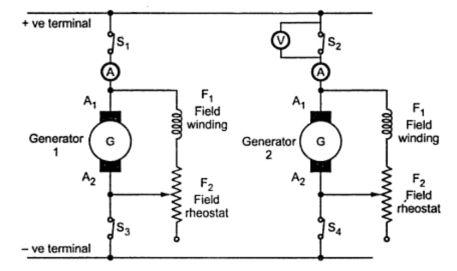 + ve terminal
S1
A
A1
F1
Field
winding
Generator
1
G
A2
F2
Field
rheostat
S3
V
S2
A
A1
F1
Field
winding
Generator
2
G
A2
F2
Field
rheostat
S4
– ve terminal